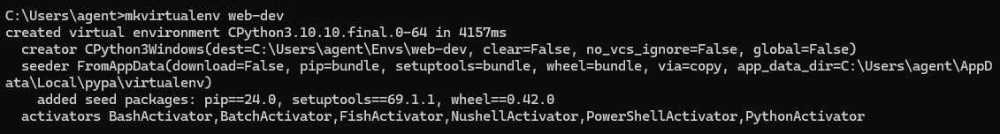 C:\Users\agent>mkvirtualenv web-dev
created virtual environment CPython3.10.10.final.0-64 in 4157ms
  creator CPython3Windows(dest=C:\Users\agent\Envs\web-dev, clear=False, no_vcs_ignore=False, global=False)
  seeder FromAppData(download=False, pip=bundle, setuptools=bundle, wheel=bundle, via=copy, app_data_dir=C:\Users\agent\AppD
ata\Local\pypa\virtualenv)
    added seed packages: pip==24.0, setuptools==69.1.1, wheel==0.42.0
  activators BashActivator,BatchActivator,FishActivator,NushellActivator,PowerShellActivator,PythonActivator